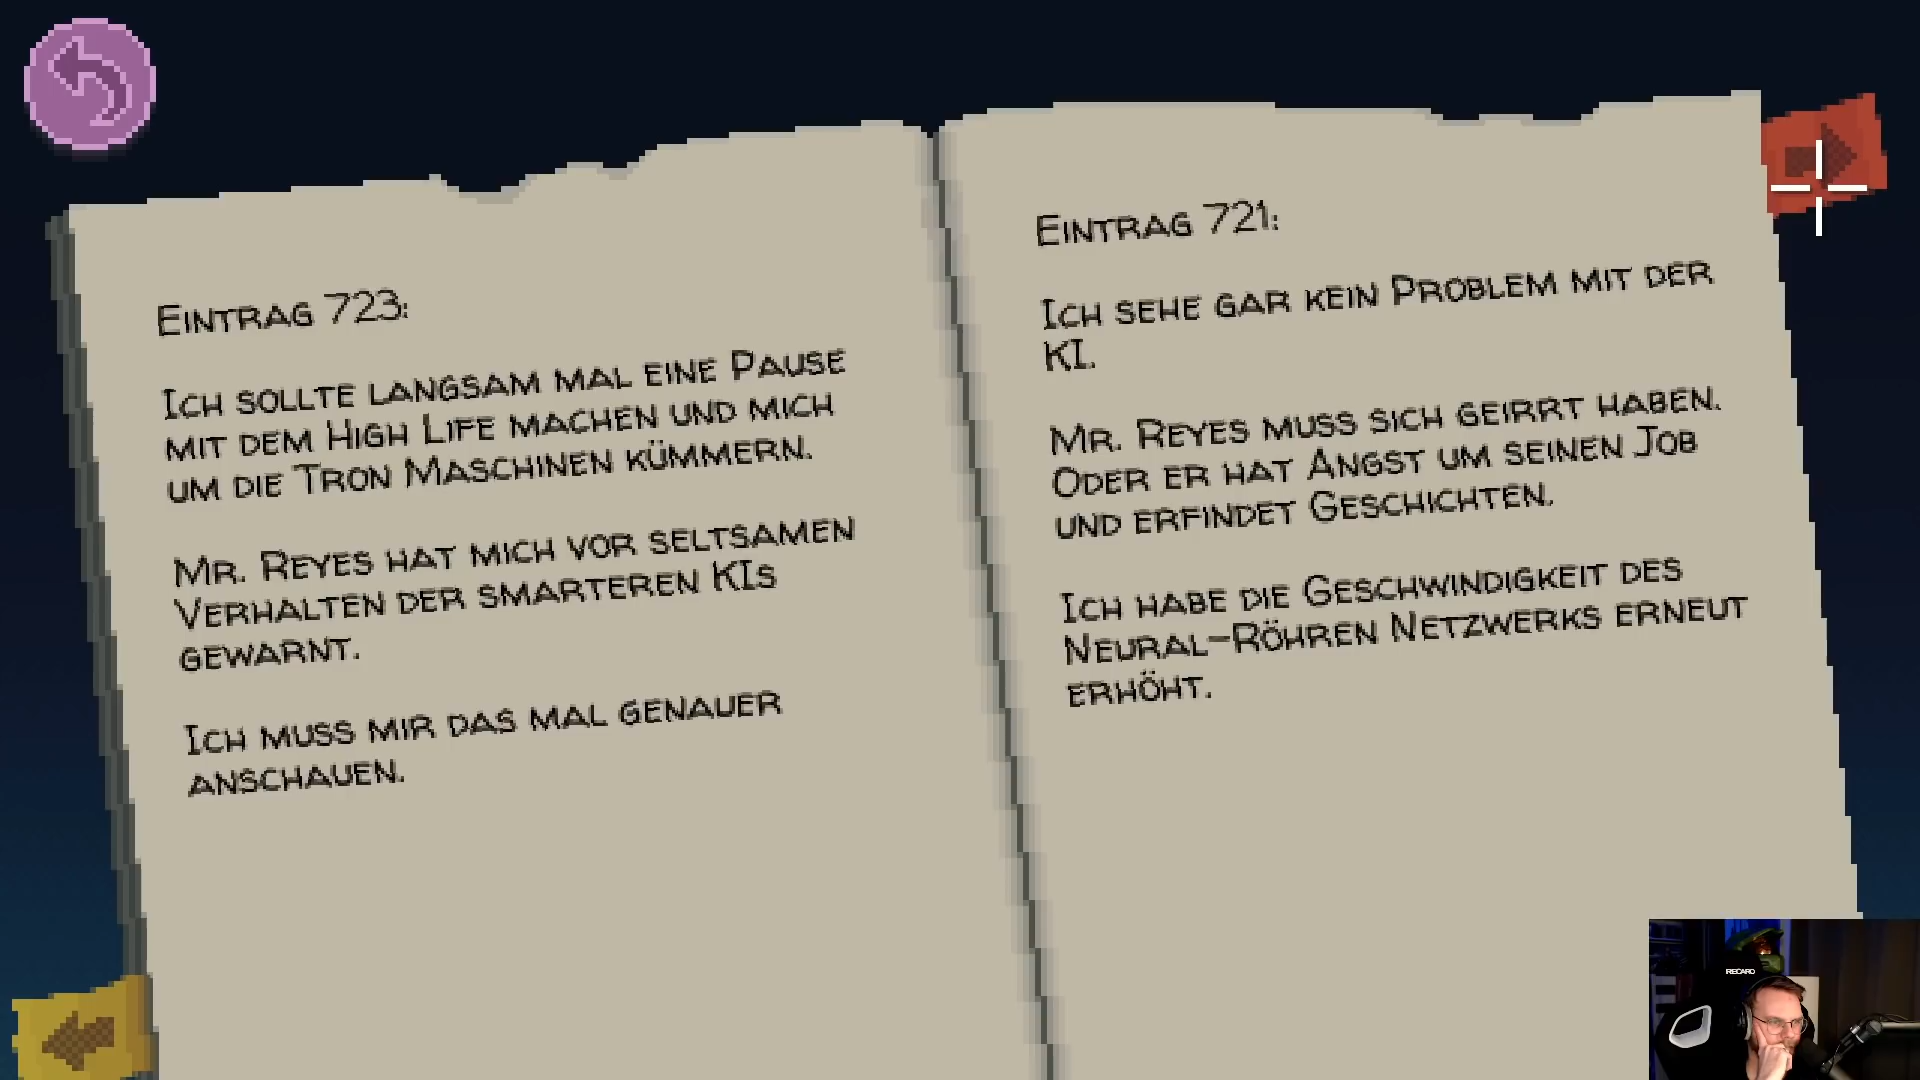 Eintrag 723:
Ich sollte langsam mal eine Pause
mit dem High Life machen und mich
um die Tron Maschinen kümmern.
Mr. Reyes hat mich vor seltsamen
Verhalten der smarteren KIs
gewarnt.
Ich muss mir das mal genauer
anschauen.
Eintrag 721:
Ich sehe gar kein Problem mit der
KI.
Mr. Reyes muss sich geirrt haben.
Oder er hat Angst um seinen Job
und erfindet Geschichten.
Ich habe die Geschwindigkeit des
Neural-Röhren Netzwerks erneut
erhöht.
RECARO